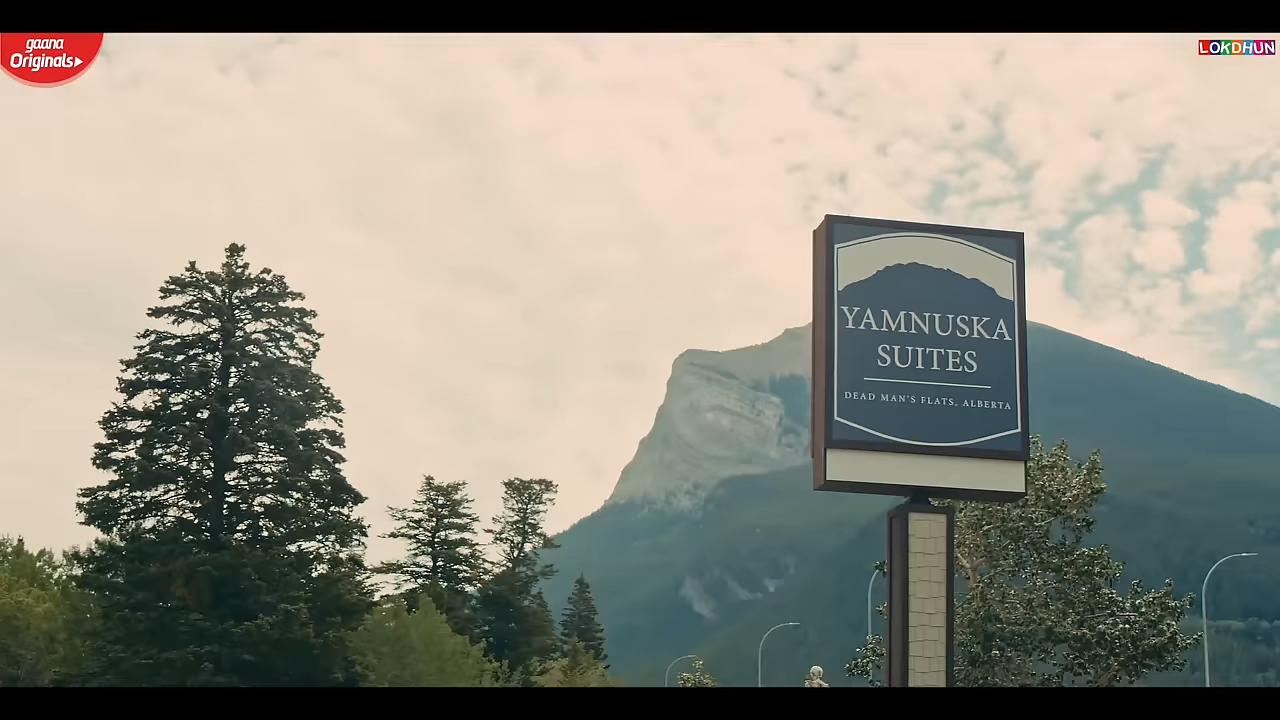 gaana
Originals
LOKDHUN
YAMNUSKA
SUITES
DEAD MAN'S FLATS, ALBERTA